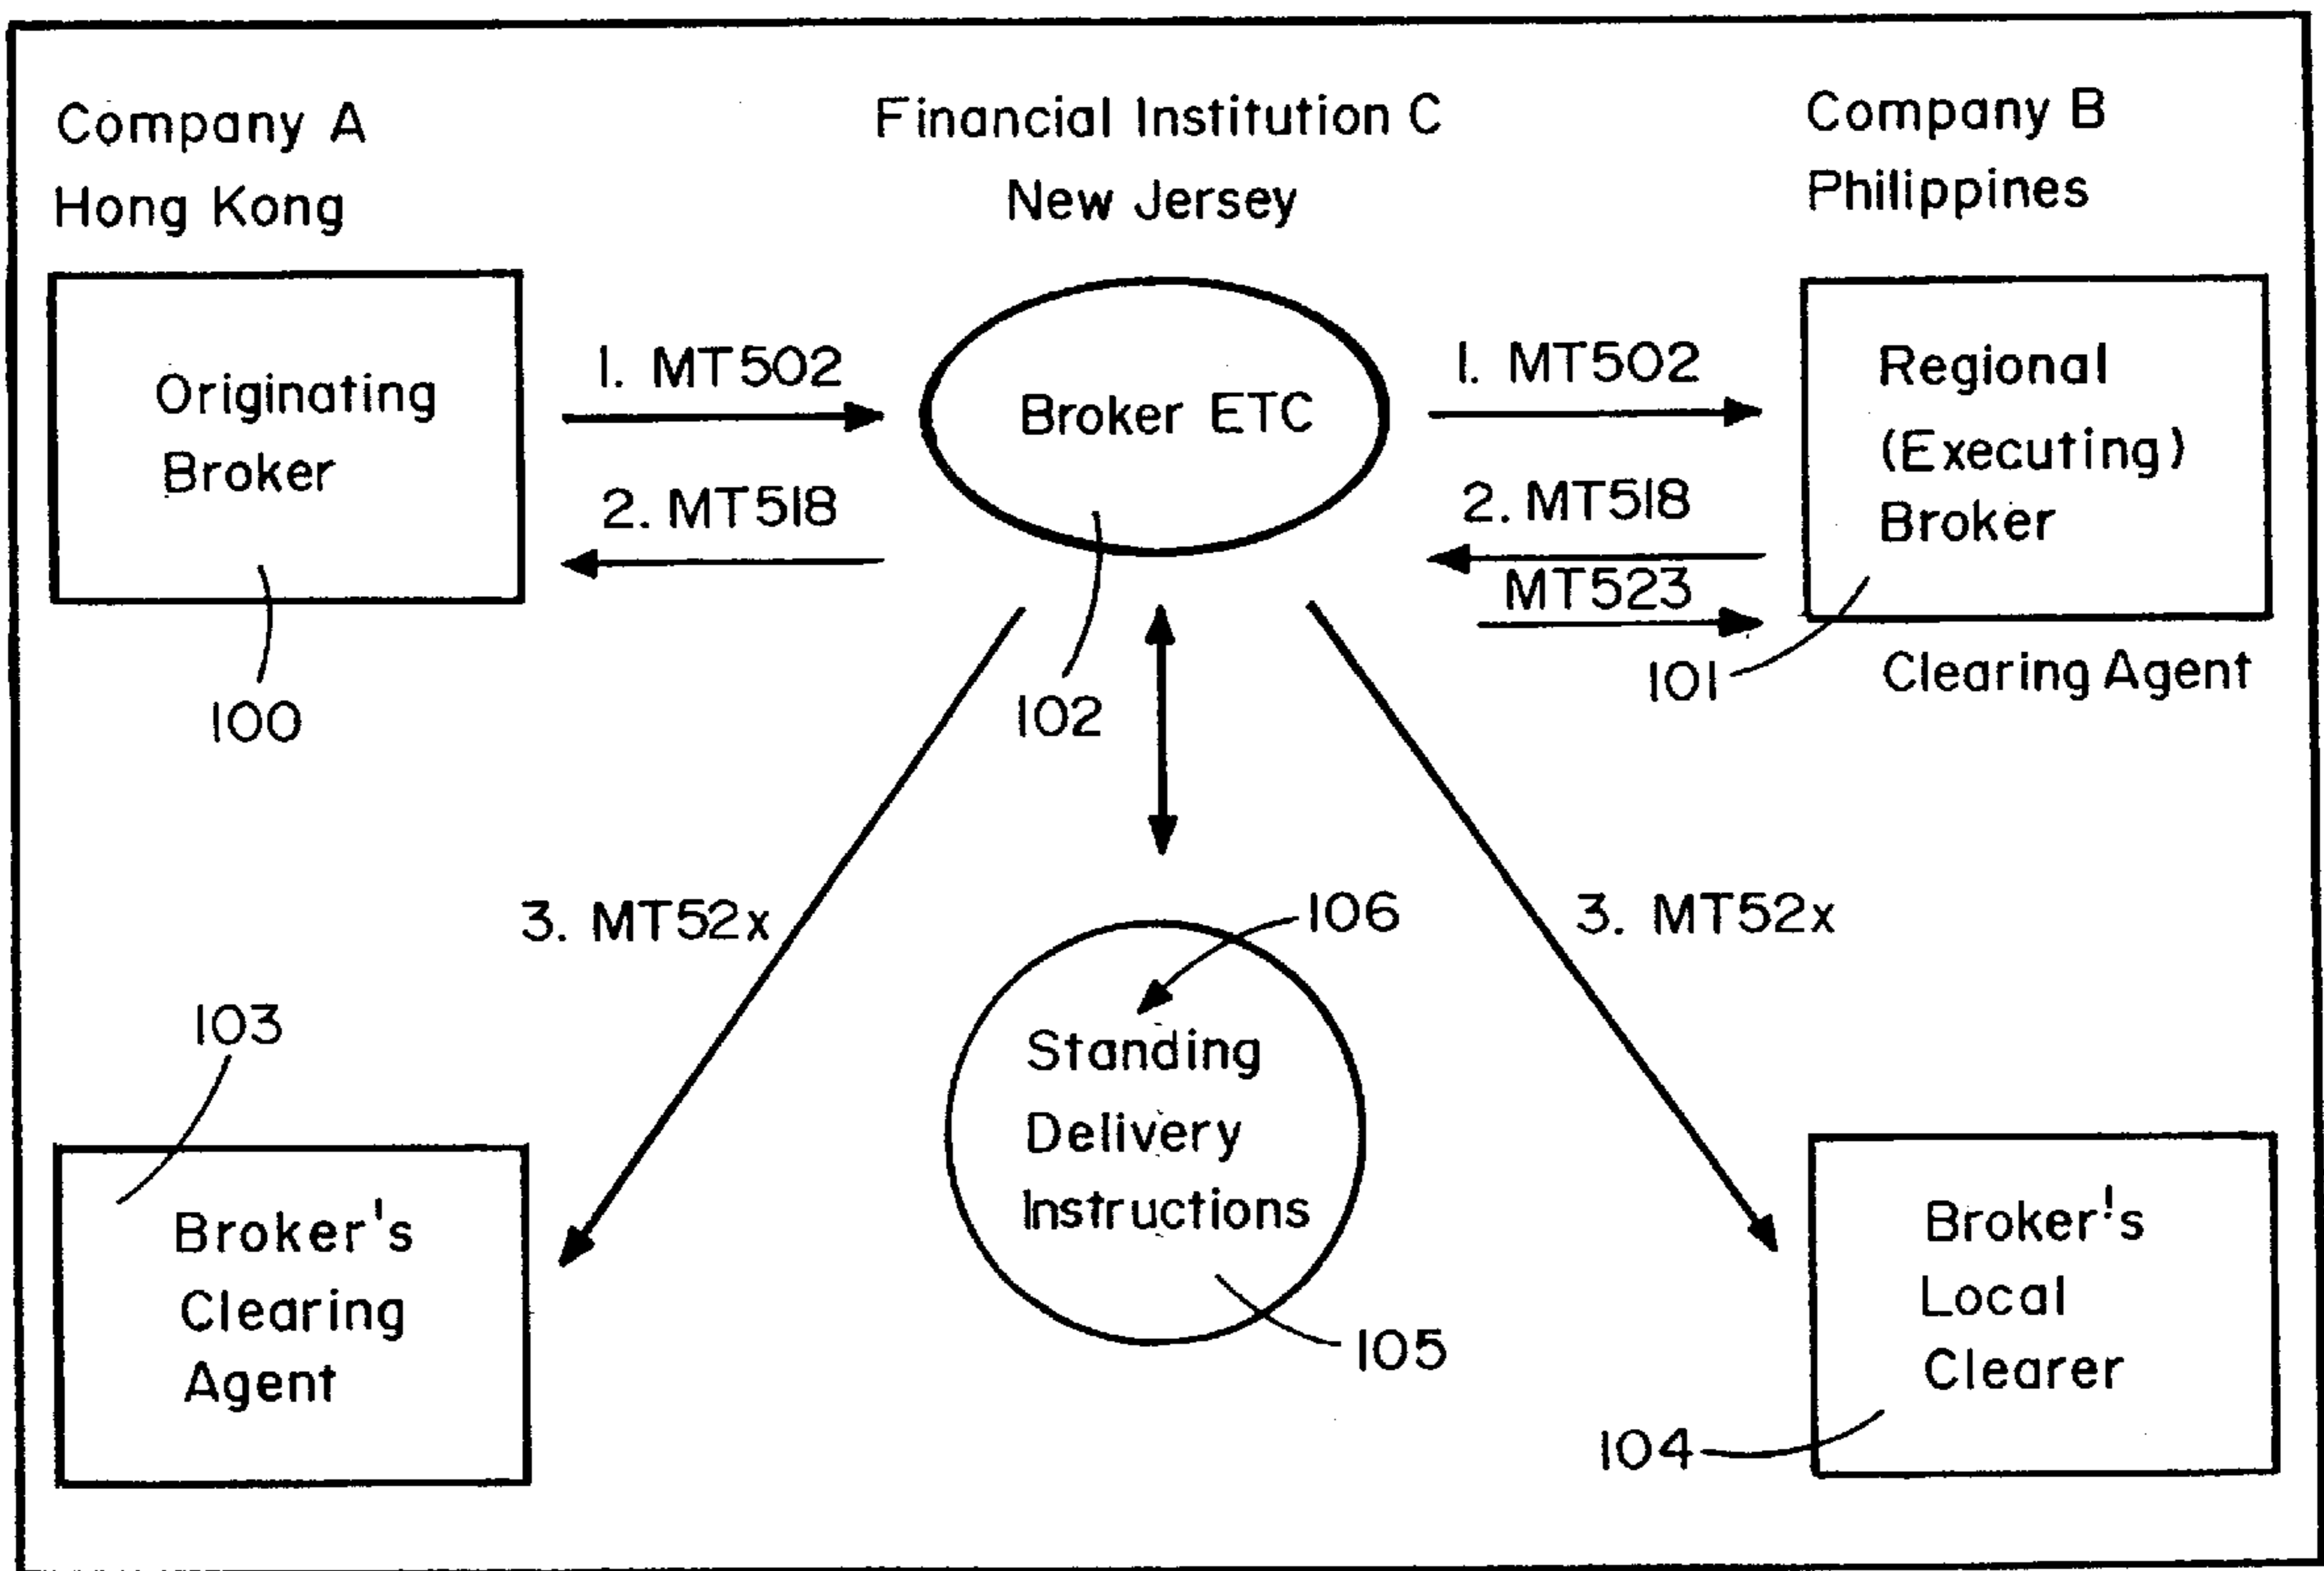 Company A
Hong Kong
Financial Institution C
New Jersey
Company B
Philippines
Originating
Broker
100
1. MT502
2. MT518
Broker ETC
102
1. MT502
2. MT518
MT523
Regional
(Executing)
Broker
101
Clearing Agent
3. MT52x
3. MT52x
103
Broker's
Clearing
Agent
106
Standing
Delivery
Instructions
105
Broker's
Local
Clearer
104